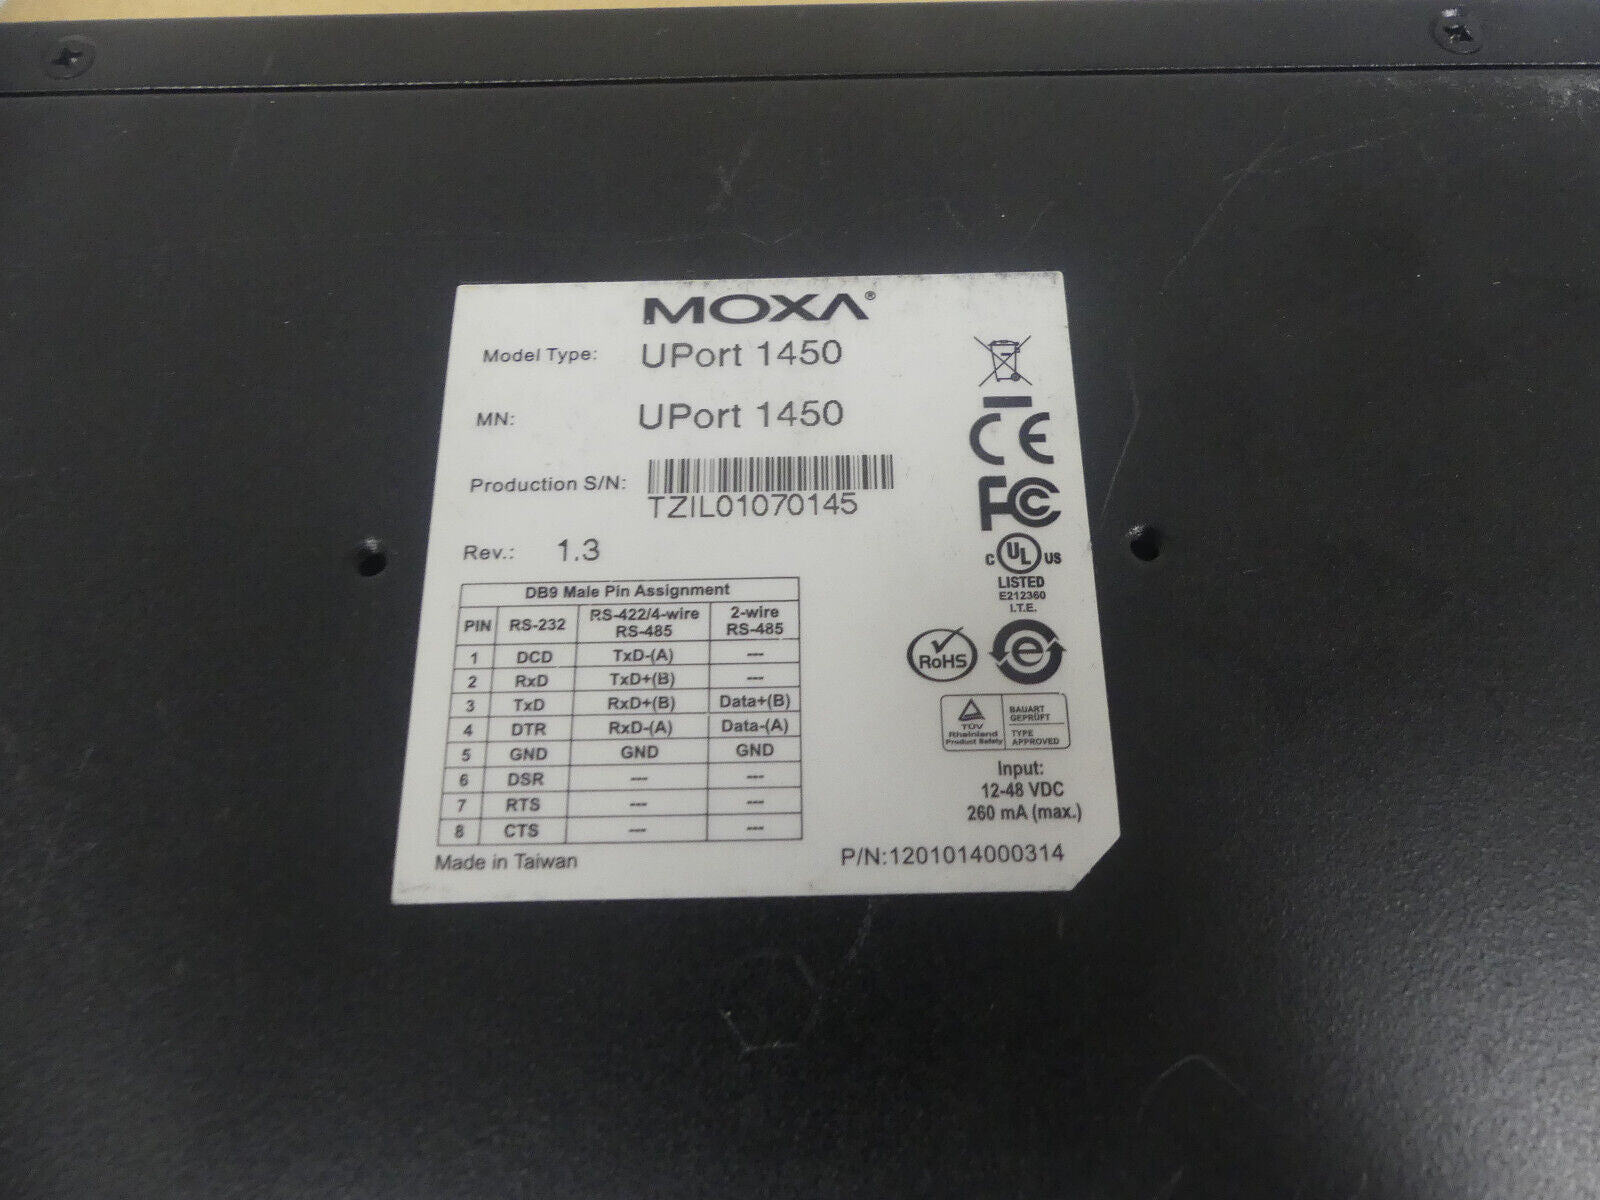 MOXA®
Model Type: UPort 1450
MN: UPort 1450
Production S/N:
TZIL01070145
Rev.: 1.3
DB9 Male Pin Assignment
PIN RS-232 RS-422/4-wire RS-485 2-wire RS-485
1 DCD TxD-(A) ---
2 RxD TxD+(B) ---
3 TxD RxD+(B) Data+(B)
4 DTR RxD-(A) Data-(A)
5 GND GND GND
6 DSR --- ---
7 RTS --- ---
8 CTS --- ---
Made in Taiwan
CE
FC
C UL US
LISTED
E212360
I.T.E.
RoHS
e
TÜV
Rheinland
Product Safety
BAUART
GEPRÜFT
TYPE
APPROVED
Input:
12-48 VDC
260 mA (max.)
P/N:1201014000314